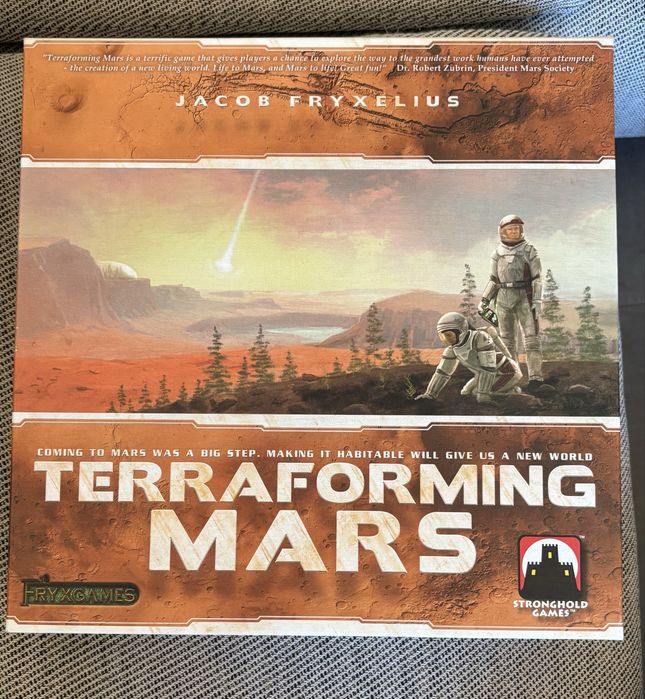 "Terraforming Mars is a terrific game that gives players a chance to explore the way to the grandest work humans have ever attempted
- the creation of a new living world. Life to Mars, and Mars to life! Great fun!" Dr. Robert Zubrin, President Mars Society
JACOB FRYXELIUS
COMING TO MARS WAS A BIG STEP. MAKING IT HABITABLE WILL GIVE US A NEW WORLD
TERRAFORMING
MARS
FRYXGAMES
STRONGHOLD
GAMES™